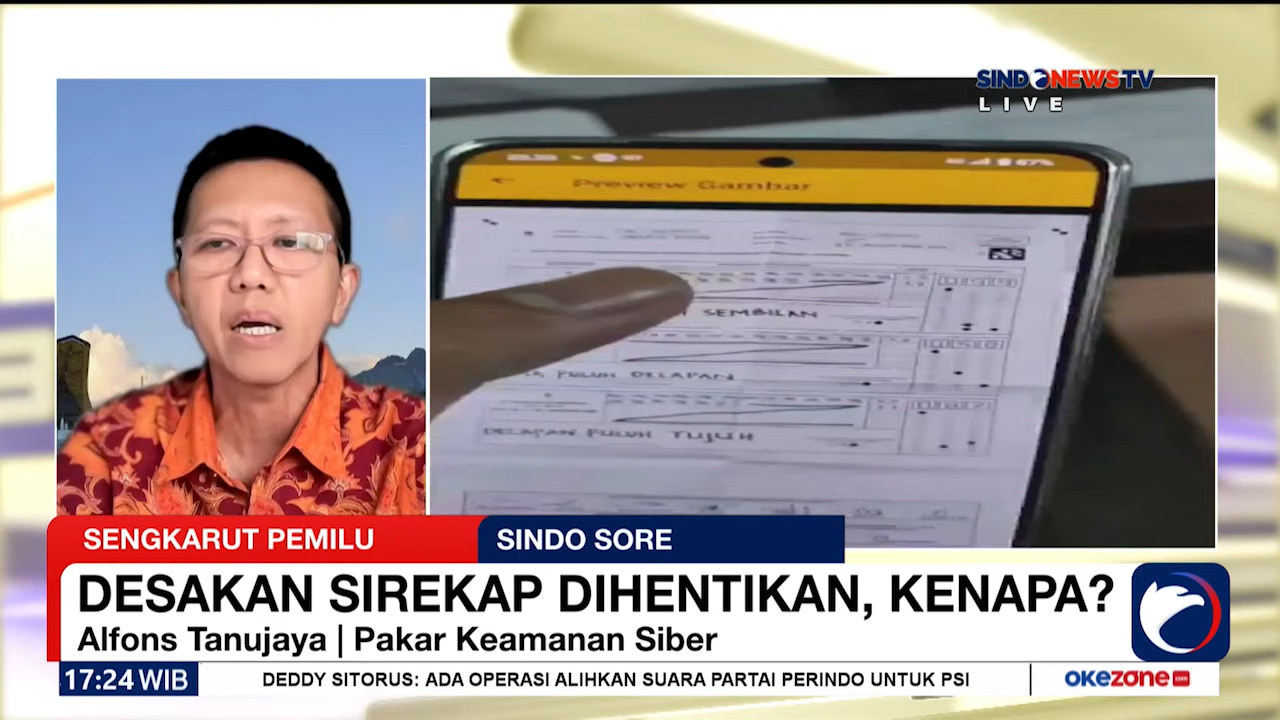 SINDONEWSTV
LIVE
Preview Gambar
SEMBILAN
PULUH DELAPAN
DELAPAN PULUH TUJUH
SENGKARUT PEMILU
SINDO SORE
DESAKAN SIREKAP DIHENTIKAN, KENAPA?
Alfons Tanujaya | Pakar Keamanan Siber
17:24 WIB
DEDDY SITORUS: ADA OPERASI ALIHKAN SUARA PARTAI PERINDO UNTUK PSI
OKEZONE.COM